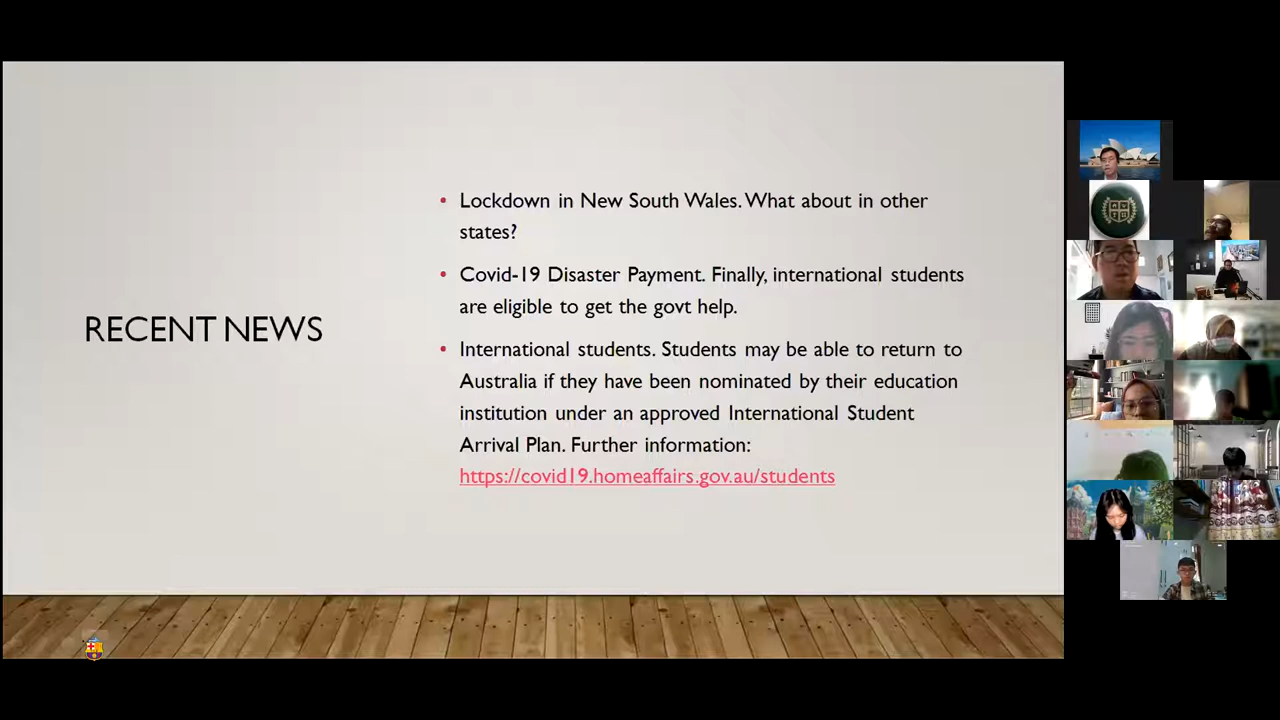 RECENT NEWS
• Lockdown in New South Wales. What about in other
states?
• Covid-19 Disaster Payment. Finally, international students
are eligible to get the govt help.
• International students. Students may be able to return to
Australia if they have been nominated by their education
institution under an approved International Student
Arrival Plan. Further information:
https://covid19.homeaffairs.gov.au/students